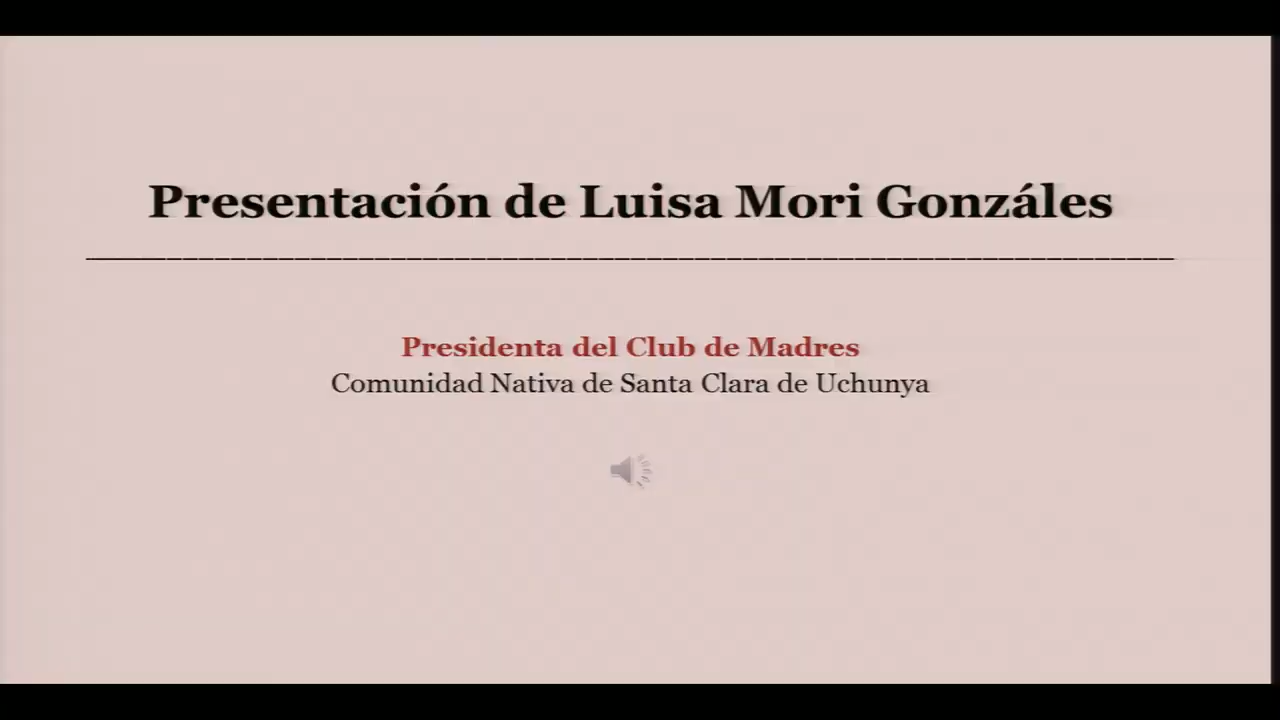 Presentación de Luisa Mori Gonzáles
Presidenta del Club de Madres
Comunidad Nativa de Santa Clara de Uchunya